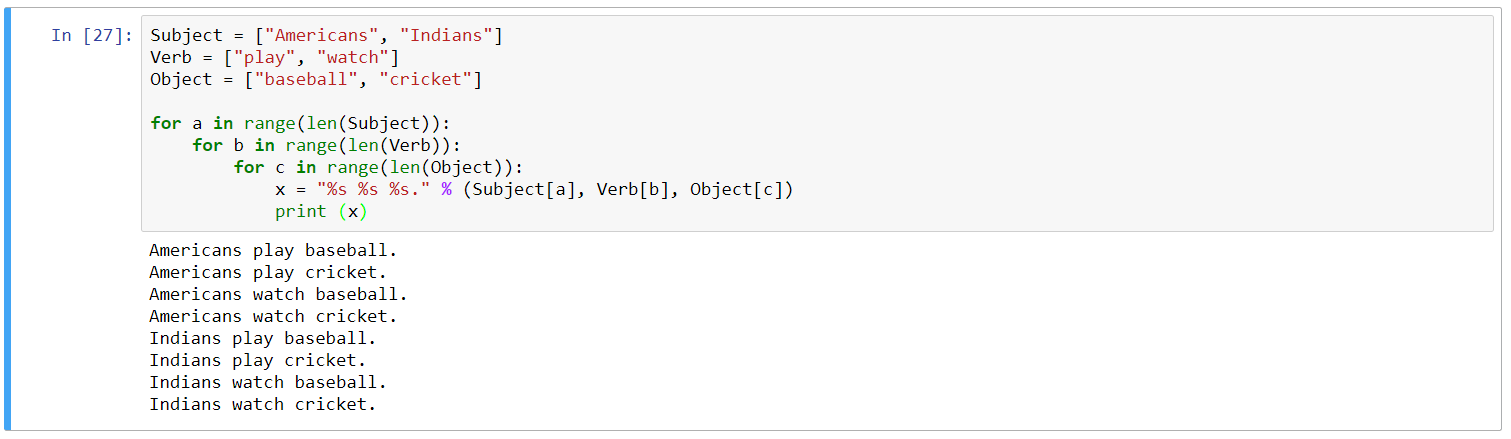 In [27]: Subject = ["Americans", "Indians"]
Verb = ["play", "watch"]
Object = ["baseball", "cricket"]

for a in range(len(Subject)):
    for b in range(len(Verb)):
        for c in range(len(Object)):
            x = "%s %s %s." % (Subject[a], Verb[b], Object[c])
            print (x)

Americans play baseball.
Americans play cricket.
Americans watch baseball.
Americans watch cricket.
Indians play baseball.
Indians play cricket.
Indians watch baseball.
Indians watch cricket.